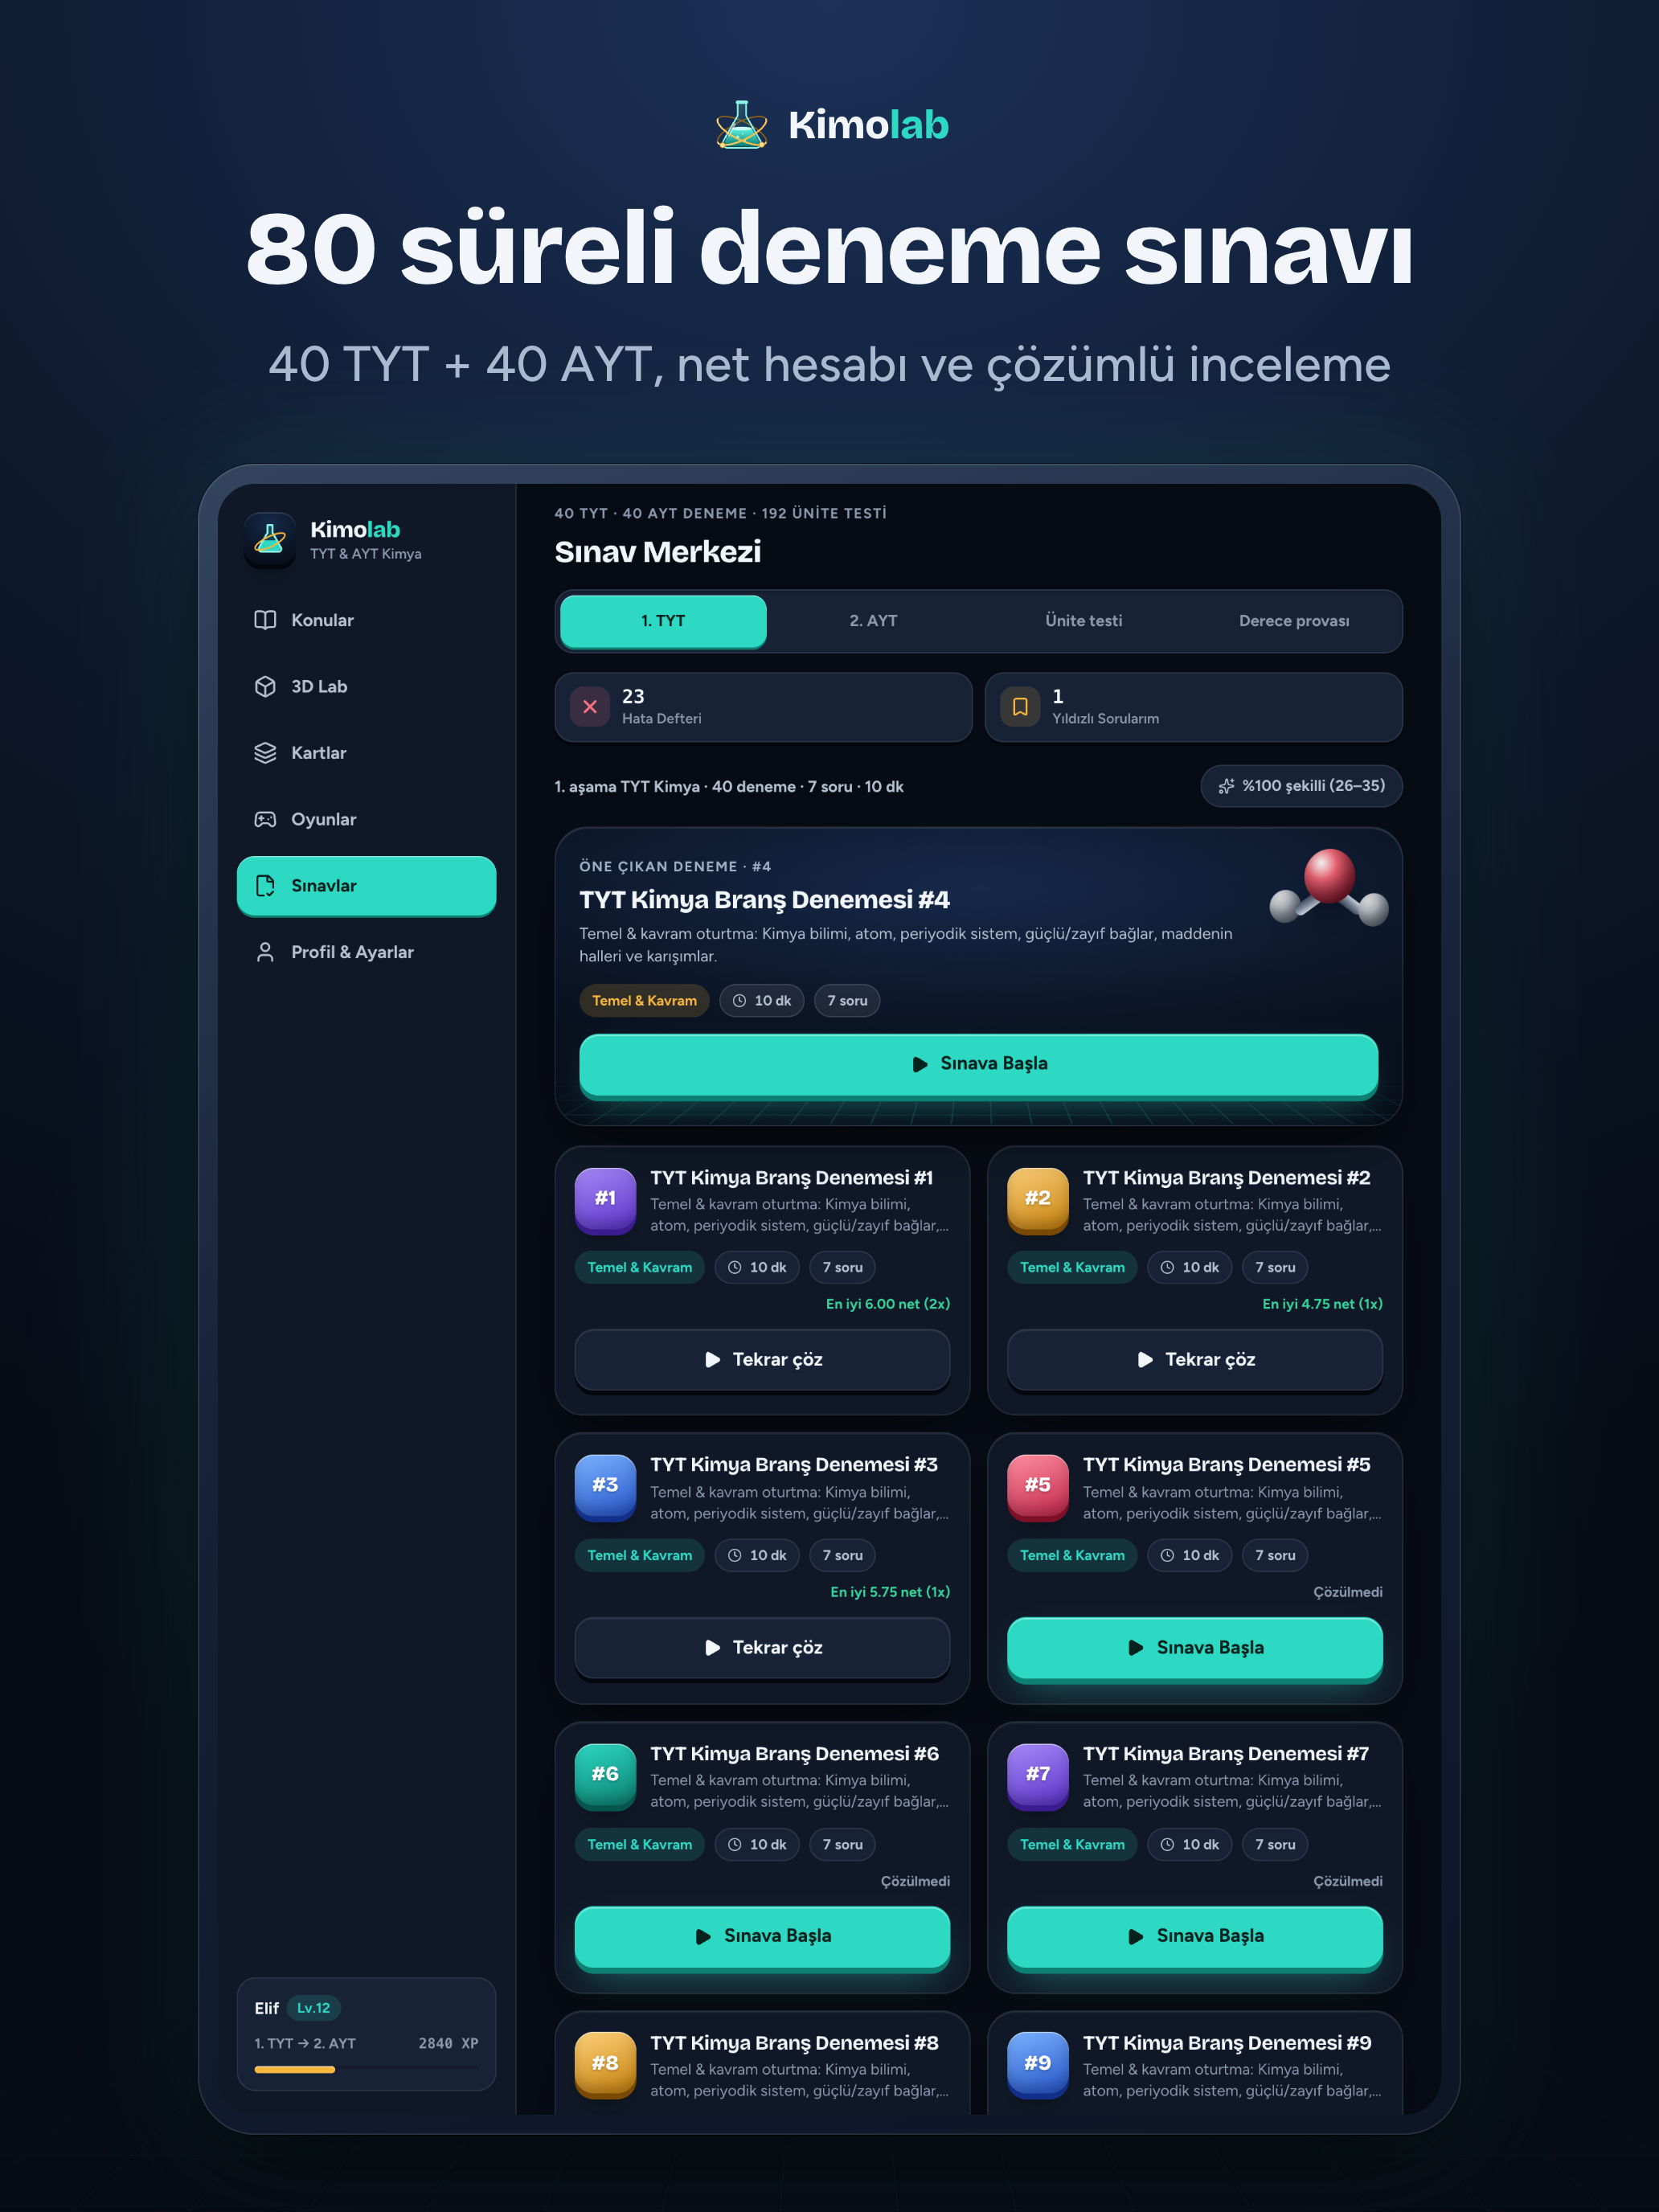 Kimolab
80 süreli deneme sınavı
40 TYT + 40 AYT, net hesabı ve çözümlü inceleme
Kimolab
TYT & AYT Kimya
Konular
3D Lab
Kartlar
Oyunlar
Sınavlar
Profil & Ayarlar
Elif Lv.12
1. TYT → 2. AYT 2840 XP
40 TYT · 40 AYT DENEME · 192 ÜNİTE TESTİ
Sınav Merkezi
1. TYT 2. AYT Ünite testi Derece provası
23
Hata Defteri
1
Yıldızlı Sorularım
1. aşama TYT Kimya · 40 deneme · 7 soru · 10 dk
%100 şekilli (26–35)
ÖNE ÇIKAN DENEME · #4
TYT Kimya Branş Denemesi #4
Temel & kavram oturtma: Kimya bilimi, atom, periyodik sistem, güçlü/zayıf bağlar, maddenin
halleri ve karışımlar.
Temel & Kavram 10 dk 7 soru
Sınava Başla
#1
TYT Kimya Branş Denemesi #1
Temel & kavram oturtma: Kimya bilimi,
atom, periyodik sistem, güçlü/zayıf bağlar,...
Temel & Kavram 10 dk 7 soru
En iyi 6.00 net (2x)
Tekrar çöz
#2
TYT Kimya Branş Denemesi #2
Temel & kavram oturtma: Kimya bilimi,
atom, periyodik sistem, güçlü/zayıf bağlar,...
Temel & Kavram 10 dk 7 soru
En iyi 4.75 net (1x)
Tekrar çöz
#3
TYT Kimya Branş Denemesi #3
Temel & kavram oturtma: Kimya bilimi,
atom, periyodik sistem, güçlü/zayıf bağlar,...
Temel & Kavram 10 dk 7 soru
En iyi 5.75 net (1x)
Tekrar çöz
#5
TYT Kimya Branş Denemesi #5
Temel & kavram oturtma: Kimya bilimi,
atom, periyodik sistem, güçlü/zayıf bağlar,...
Temel & Kavram 10 dk 7 soru
Çözülmedi
Sınava Başla
#6
TYT Kimya Branş Denemesi #6
Temel & kavram oturtma: Kimya bilimi,
atom, periyodik sistem, güçlü/zayıf bağlar,...
Temel & Kavram 10 dk 7 soru
Çözülmedi
Sınava Başla
#7
TYT Kimya Branş Denemesi #7
Temel & kavram oturtma: Kimya bilimi,
atom, periyodik sistem, güçlü/zayıf bağlar,...
Temel & Kavram 10 dk 7 soru
Çözülmedi
Sınava Başla
#8
TYT Kimya Branş Denemesi #8
Temel & kavram oturtma: Kimya bilimi,
atom, periyodik sistem, güçlü/zayıf bağlar,...
#9
TYT Kimya Branş Denemesi #9
Temel & kavram oturtma: Kimya bilimi,
atom, periyodik sistem, güçlü/zayıf bağlar,...